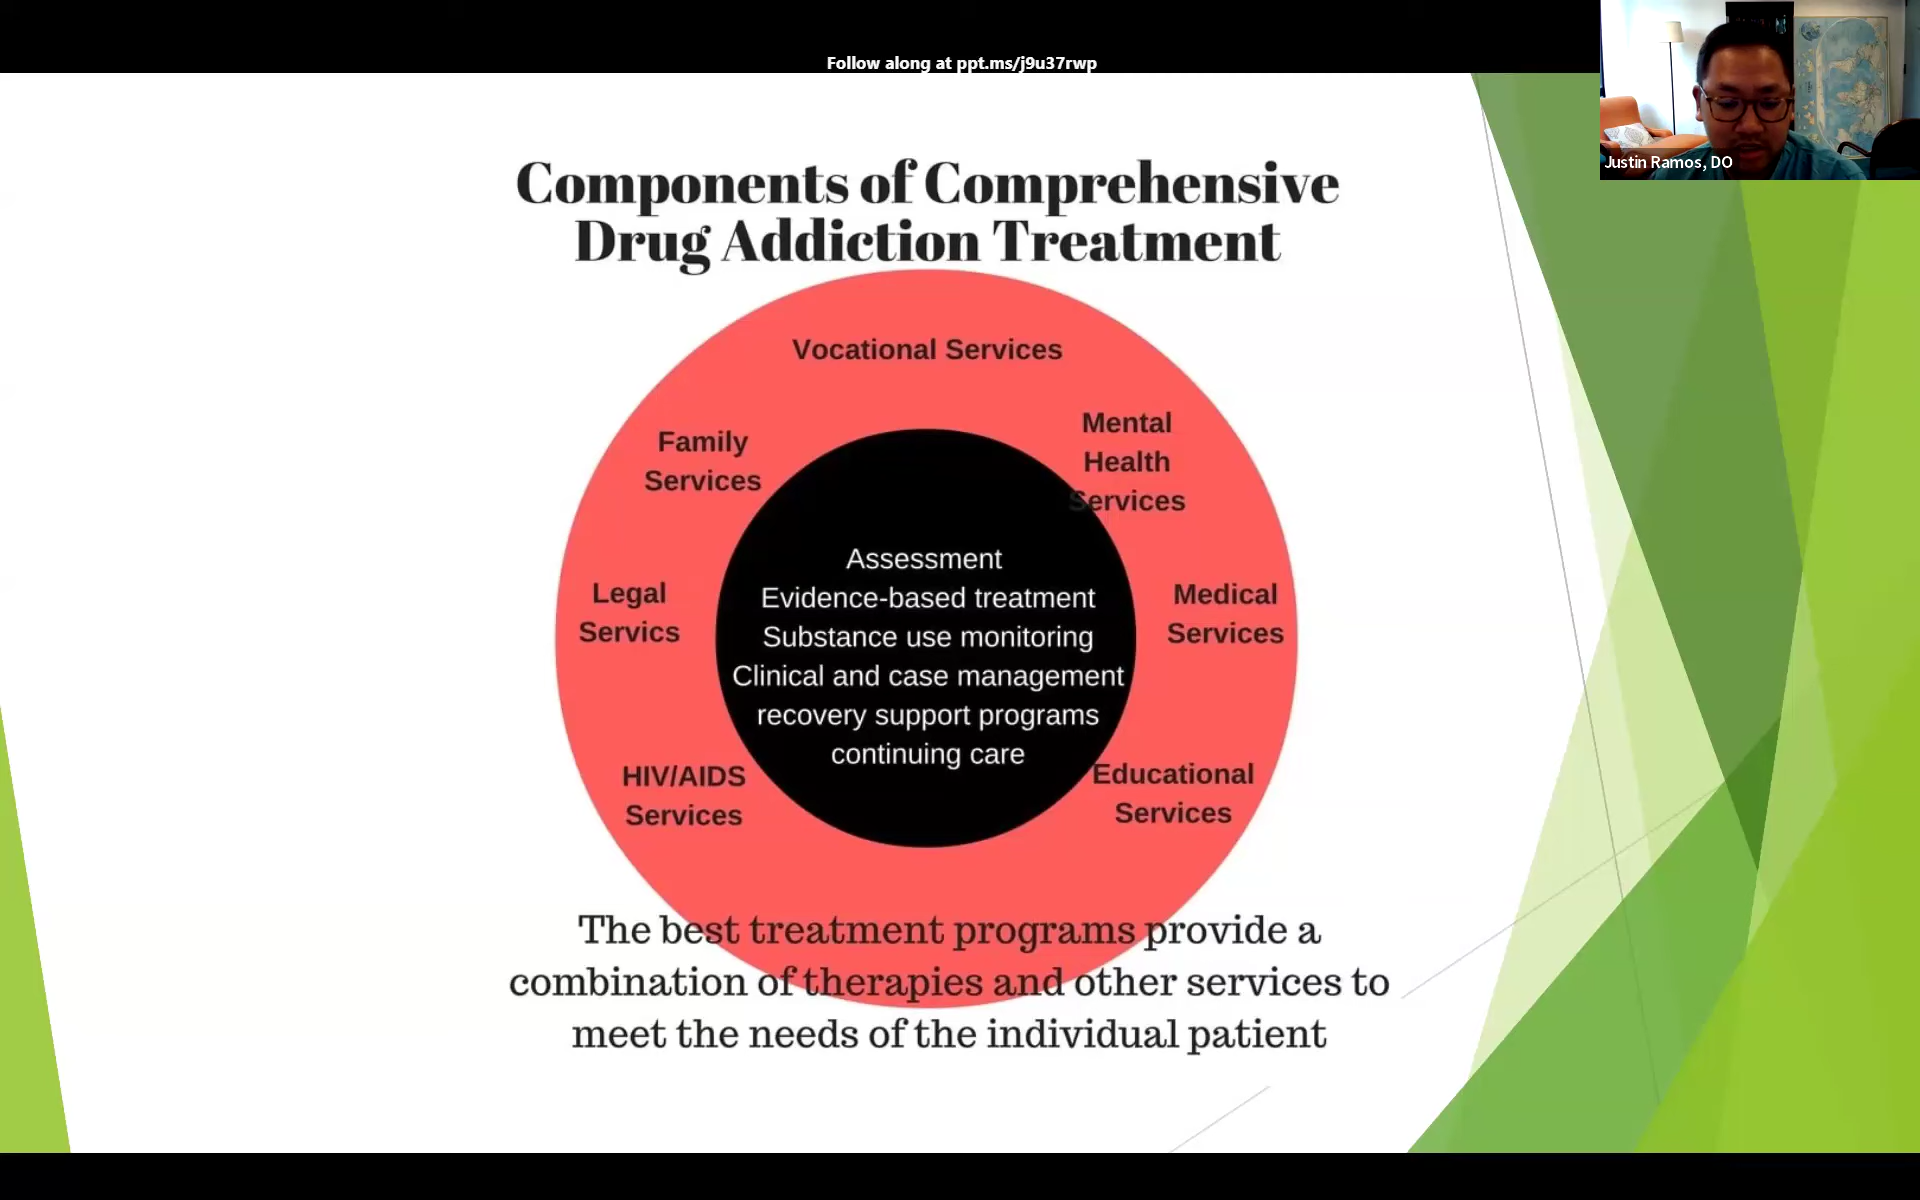 Follow along at ppt.ms/j9u37rwp
Justin Ramos, DO
Components of Comprehensive
Drug Addiction Treatment
Vocational Services
Mental
Health
Services
Family
Services
Assessment
Evidence-based treatment
Substance use monitoring
Clinical and case management
recovery support programs
continuing care
Legal
Servics
Medical
Services
HIV/AIDS
Services
Educational
Services
The best treatment programs provide a
combination of therapies and other services to
meet the needs of the individual patient